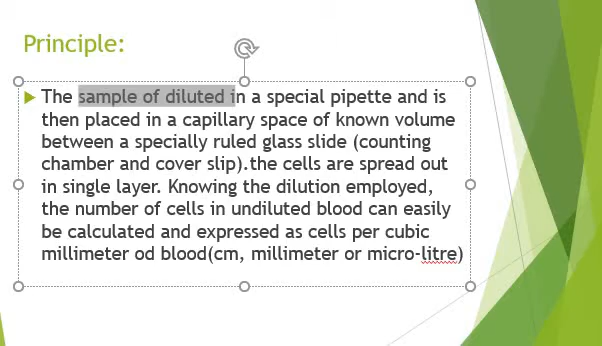 Principle:
The sample of diluted in a special pipette and is
then placed in a capillary space of known volume
between a specially ruled glass slide (counting
chamber and cover slip).the cells are spread out
in single layer. Knowing the dilution employed,
the number of cells in undiluted blood can easily
be calculated and expressed as cells per cubic
millimeter od blood(cm, millimeter or micro-litre)